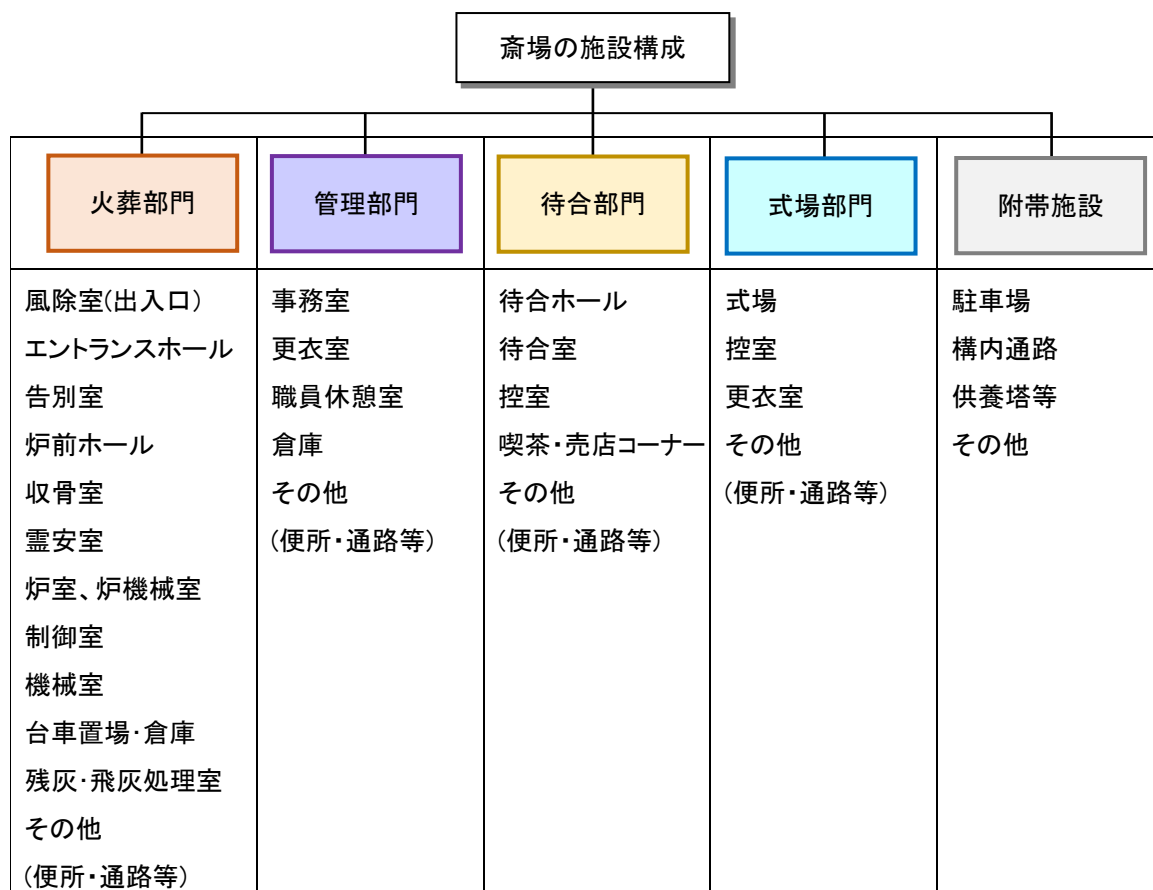 斎場の施設構成
火葬部門
管理部門
待合部門
式場部門
附帯施設
風除室(出入口)
エントランスホール
告別室
炉前ホール
収骨室
霊安室
炉室、炉機械室
制御室
機械室
台車置場・倉庫
残灰・飛灰処理室
その他
(便所・通路等)
事務室
更衣室
職員休憩室
倉庫
その他
(便所・通路等)
待合ホール
待合室
控室
喫茶・売店コーナー
その他
(便所・通路等)
式場
控室
更衣室
その他
(便所・通路等)
駐車場
構内通路
供養塔等
その他